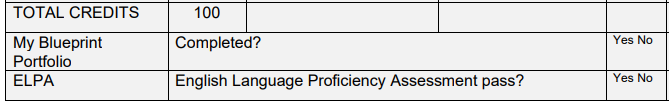 TOTAL CREDITS 100
My Blueprint Completed? Yes No
Portfolio
ELPA English Language Proficiency Assessment pass? Yes No